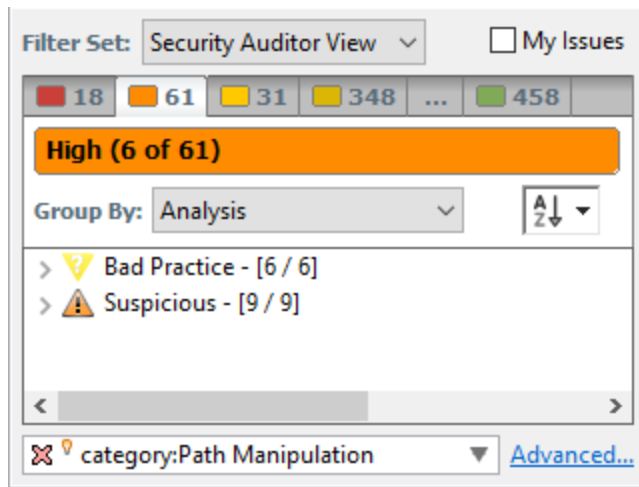 Filter Set: Security Auditor View My Issues
18 61 31 348 ... 458
High (6 of 61)
Group By: Analysis
Bad Practice - [6 / 6]
Suspicious - [9 / 9]
category:Path Manipulation Advanced...